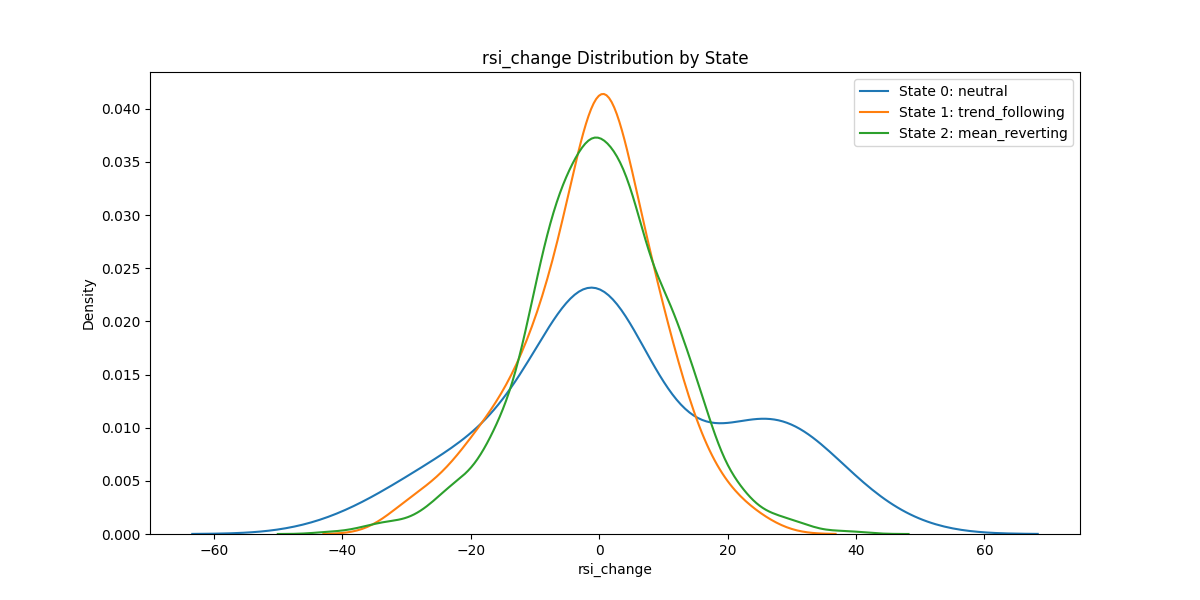 rsi_change Distribution by State
State 0: neutral
State 1: trend_following
State 2: mean_reverting
Density
0.040
0.035
0.030
0.025
0.020
0.015
0.010
0.005
0.000
−60 −40 −20 0 20 40 60
rsi_change